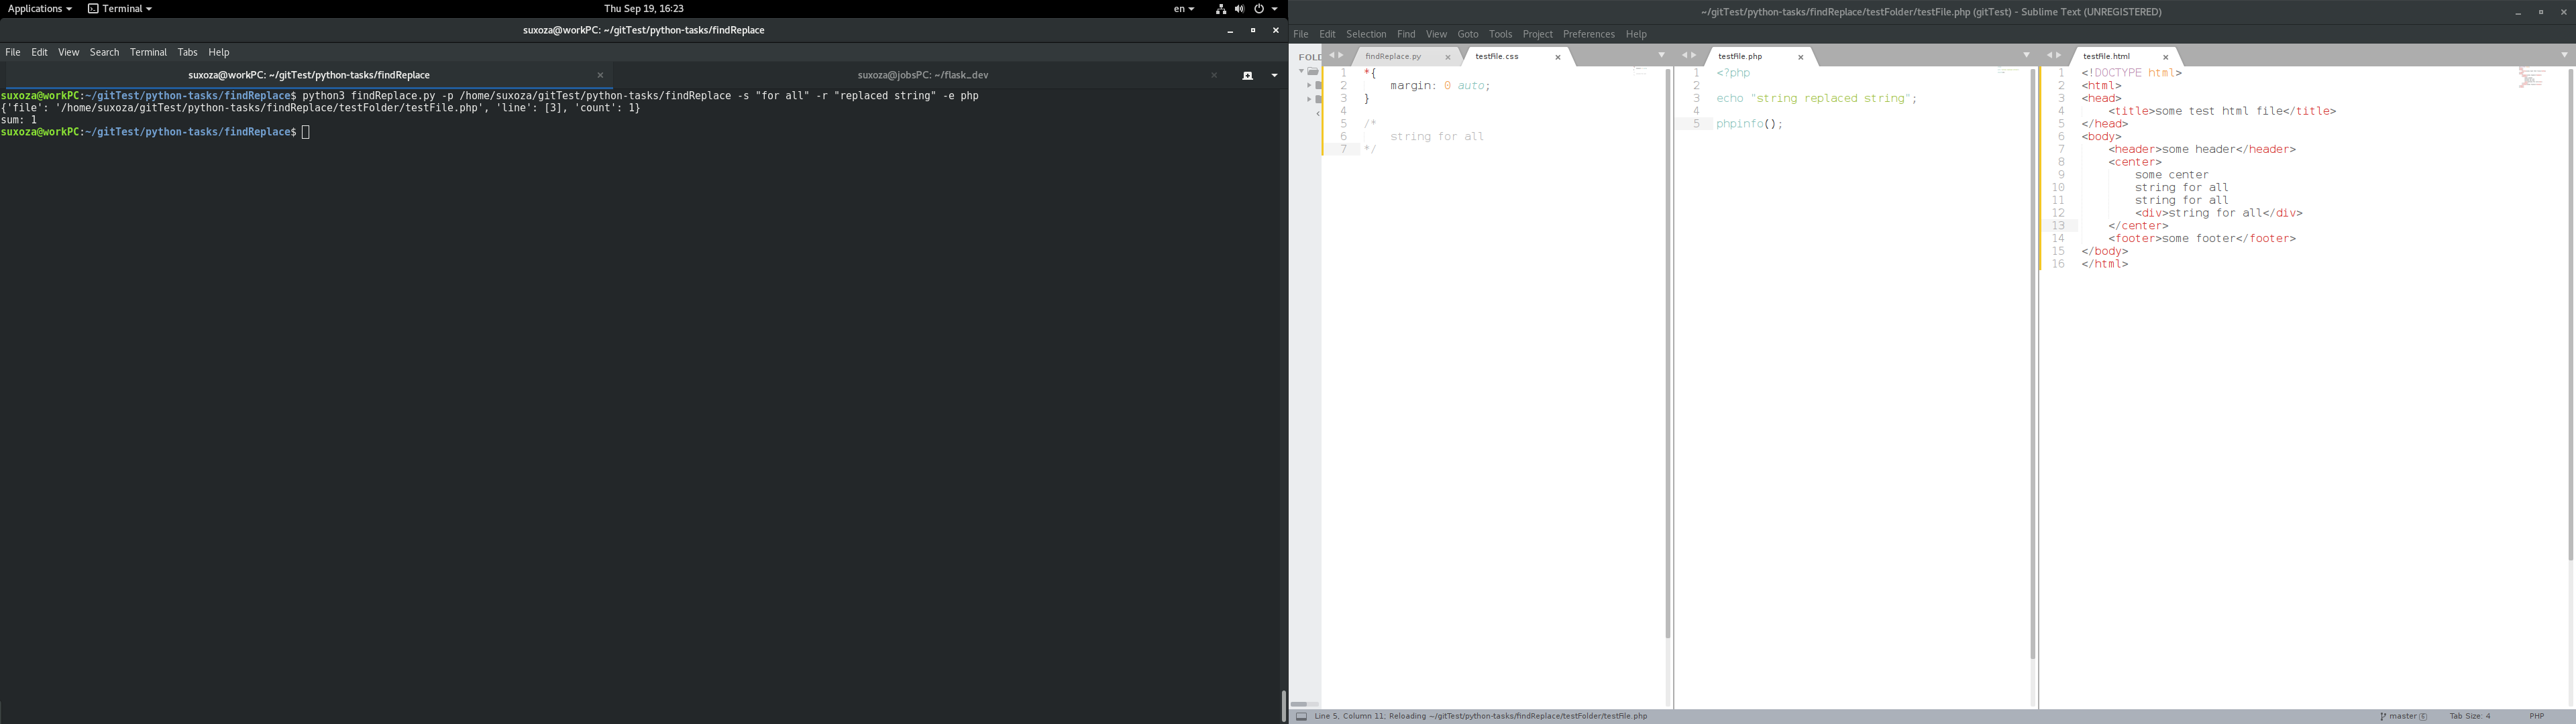 Applications Terminal Thu Sep 19, 16:23 en
suxoza@workPC: ~/gitTest/python-tasks/findReplace
File Edit View Search Terminal Tabs Help
suxoza@workPC: ~/gitTest/python-tasks/findReplace suxoza@jobsPC: ~/flask_dev
suxoza@workPC:~/gitTest/python-tasks/findReplace$ python3 findReplace.py -p /home/suxoza/gitTest/python-tasks/findReplace -s "for all" -r "replaced string" -e php
{'file': '/home/suxoza/gitTest/python-tasks/findReplace/testFolder/testFile.php', 'line': [3], 'count': 1}
sum: 1
suxoza@workPC:~/gitTest/python-tasks/findReplace$
~/gitTest/python-tasks/findReplace/testFolder/testFile.php (gitTest) - Sublime Text (UNREGISTERED)
File Edit Selection Find View Goto Tools Project Preferences Help
FOLD
findReplace.py testFile.css
1 *{
2 margin: 0 auto;
3 }
4
5 /*
6 string for all
7 */
testFile.php
1 <?php
2
3 echo "string replaced string";
4
5 phpinfo();
testFile.html
1 <!DOCTYPE html>
2 <html>
3 <head>
4 <title>some test html file</title>
5 </head>
6 <body>
7 <header>some header</header>
8 <center>
9 some center
10 string for all
11 string for all
12 <div>string for all</div>
13 </center>
14 <footer>some footer</footer>
15 </body>
16 </html>
Line 5, Column 11; Reloading ~/gitTest/python-tasks/findReplace/testFolder/testFile.php master 6 Tab Size: 4 PHP